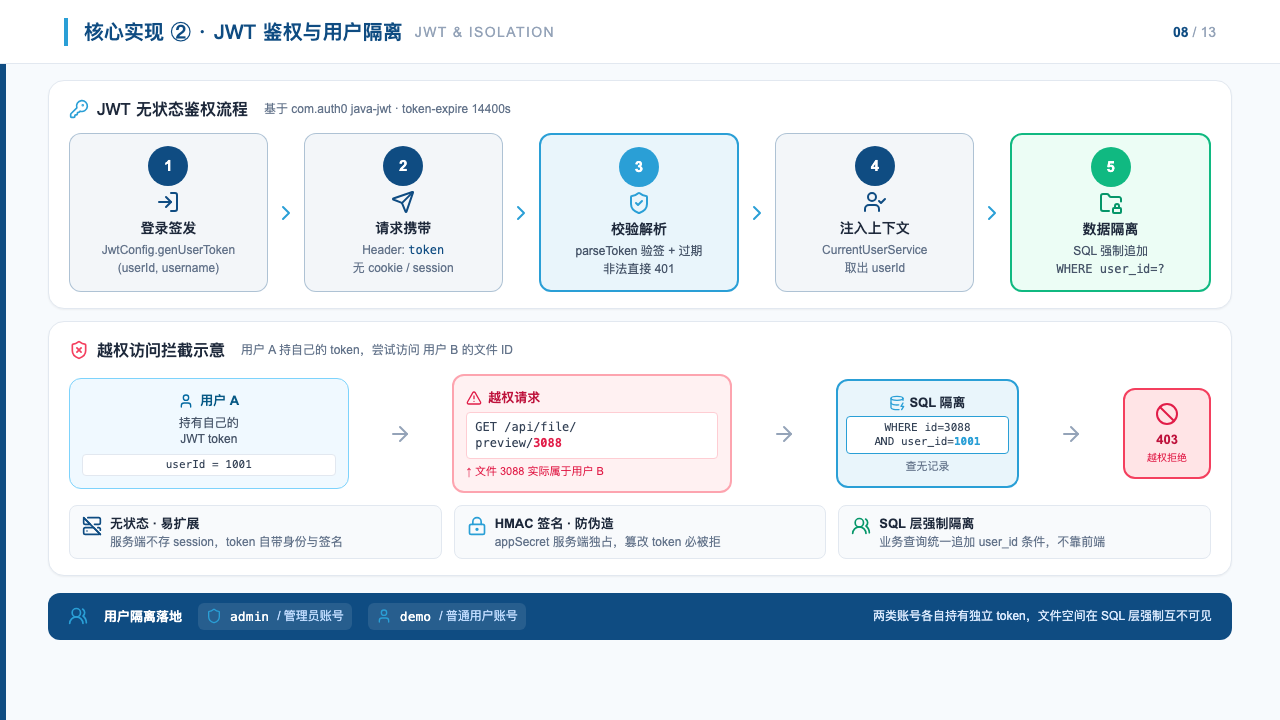 核心实现 ② · JWT 鉴权与用户隔离 JWT & ISOLATION
08 / 13
JWT 无状态鉴权流程 基于 com.auth0 java-jwt · token-expire 14400s
1
登录签发
JwtConfig.genUserToken
(userId, username)
2
请求携带
Header: token
无 cookie / session
3
校验解析
parseToken 验签 + 过期
非法直接 401
4
注入上下文
CurrentUserService
取出 userId
5
数据隔离
SQL 强制追加
WHERE user_id=?
越权访问拦截示意 用户 A 持自己的 token，尝试访问 用户 B 的文件 ID
用户 A
持有自己的
JWT token
userId = 1001
越权请求
GET /api/file/
preview/3088
↑ 文件 3088 实际属于用户 B
SQL 隔离
WHERE id=3088
AND user_id=1001
查无记录
403
越权拒绝
无状态 · 易扩展
服务端不存 session，token 自带身份与签名
HMAC 签名 · 防伪造
appSecret 服务端独占，篡改 token 必被拒
SQL 层强制隔离
业务查询统一追加 user_id 条件，不靠前端
用户隔离落地
admin / 管理员账号
demo / 普通用户账号
两类账号各自持有独立 token，文件空间在 SQL 层强制互不可见